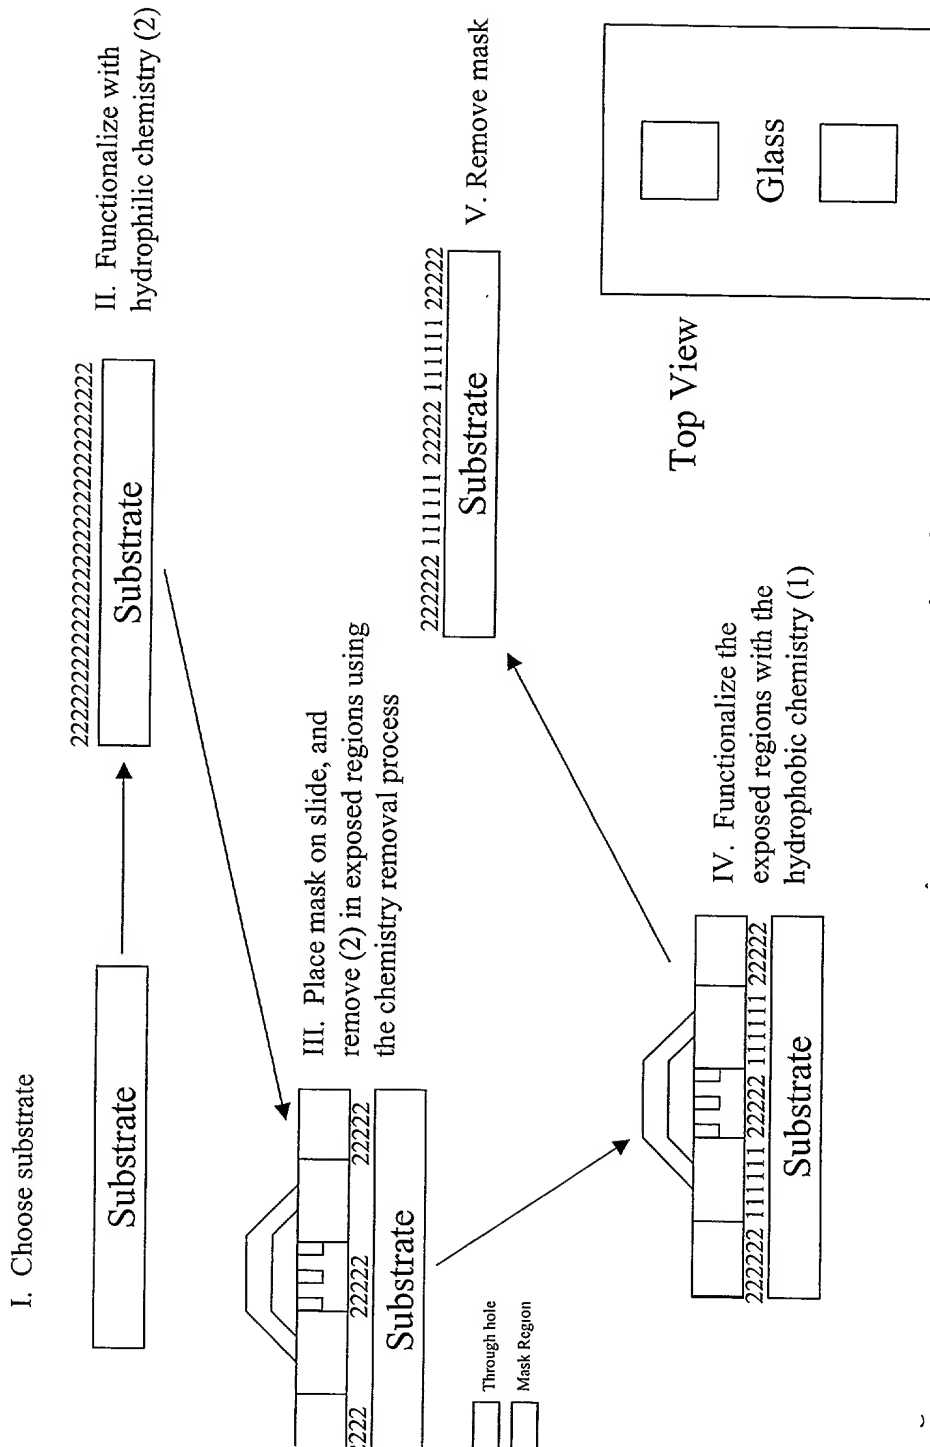 I. Choose substrate
Substrate
II. Functionalize with
hydrophilic chemistry (2)
22222222222222222222222222222222
Substrate
III. Place mask on slide, and
remove (2) in exposed regions using
the chemistry removal process
2222 22222 22222
Substrate
Through hole
Mask Region
IV. Functionalize the
exposed regions with the
hydrophobic chemistry (1)
222222 111111 22222 111111 22222
Substrate
V. Remove mask
222222 111111 22222 111111 22222
Substrate
Top View
Glass